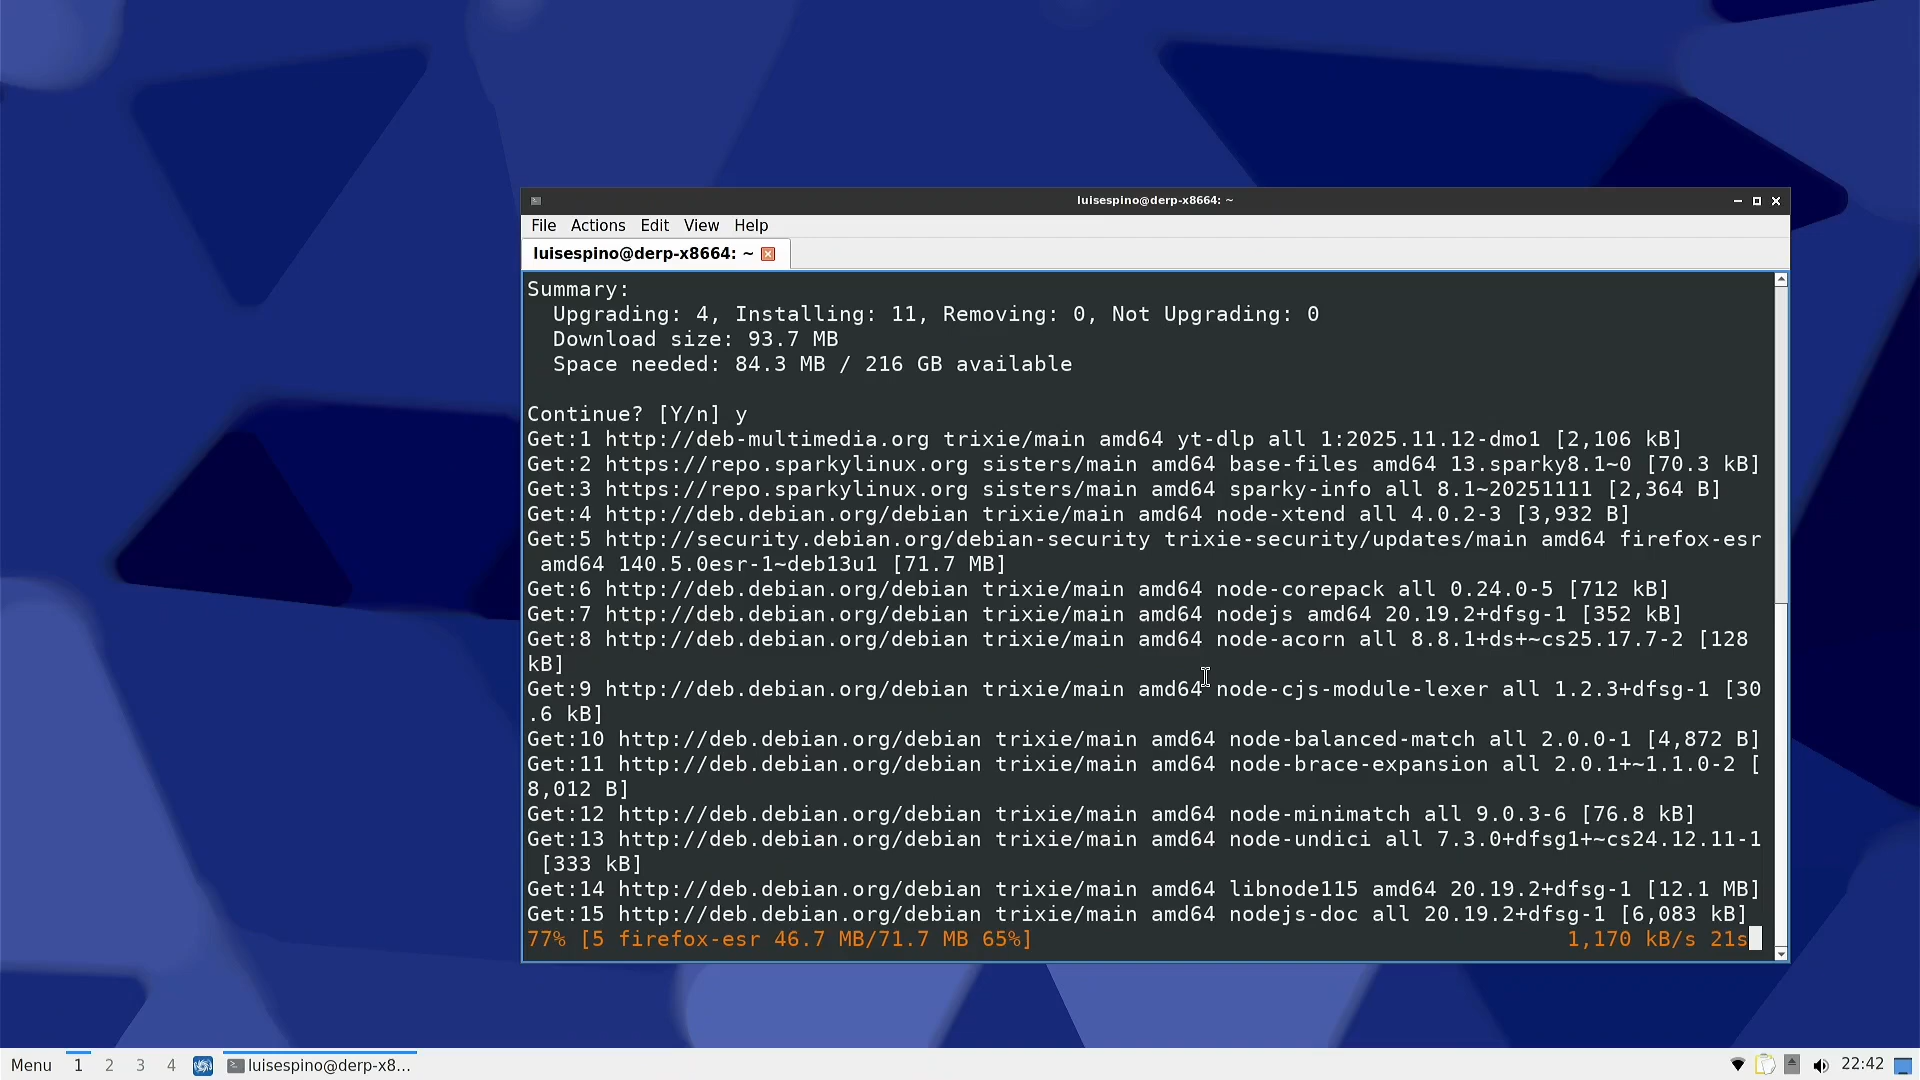 luisespino@derp-x8664: ~
File Actions Edit View Help
luisespino@derp-x8664: ~
Summary:
  Upgrading: 4, Installing: 11, Removing: 0, Not Upgrading: 0
  Download size: 93.7 MB
  Space needed: 84.3 MB / 216 GB available
Continue? [Y/n] y
Get:1 http://deb-multimedia.org trixie/main amd64 yt-dlp all 1:2025.11.12-dmo1 [2,106 kB]
Get:2 https://repo.sparkylinux.org sisters/main amd64 base-files amd64 13.sparky8.1~0 [70.3 kB]
Get:3 https://repo.sparkylinux.org sisters/main amd64 sparky-info all 8.1~20251111 [2,364 B]
Get:4 http://deb.debian.org/debian trixie/main amd64 node-xtend all 4.0.2-3 [3,932 B]
Get:5 http://security.debian.org/debian-security trixie-security/updates/main amd64 firefox-esr
 amd64 140.5.0esr-1~deb13u1 [71.7 MB]
Get:6 http://deb.debian.org/debian trixie/main amd64 node-corepack all 0.24.0-5 [712 kB]
Get:7 http://deb.debian.org/debian trixie/main amd64 nodejs amd64 20.19.2+dfsg-1 [352 kB]
Get:8 http://deb.debian.org/debian trixie/main amd64 node-acorn all 8.8.1+ds+~cs25.17.7-2 [128
kB]
Get:9 http://deb.debian.org/debian trixie/main amd64 node-cjs-module-lexer all 1.2.3+dfsg-1 [30
.6 kB]
Get:10 http://deb.debian.org/debian trixie/main amd64 node-balanced-match all 2.0.0-1 [4,872 B]
Get:11 http://deb.debian.org/debian trixie/main amd64 node-brace-expansion all 2.0.1+~1.1.0-2 [
8,012 B]
Get:12 http://deb.debian.org/debian trixie/main amd64 node-minimatch all 9.0.3-6 [76.8 kB]
Get:13 http://deb.debian.org/debian trixie/main amd64 node-undici all 7.3.0+dfsg1+~cs24.12.11-1
 [333 kB]
Get:14 http://deb.debian.org/debian trixie/main amd64 libnode115 amd64 20.19.2+dfsg-1 [12.1 MB]
Get:15 http://deb.debian.org/debian trixie/main amd64 nodejs-doc all 20.19.2+dfsg-1 [6,083 kB]
77% [5 firefox-esr 46.7 MB/71.7 MB 65%] 1,170 kB/s 21s
Menu 1 2 3 4 luisespino@derp-x8... 22:42